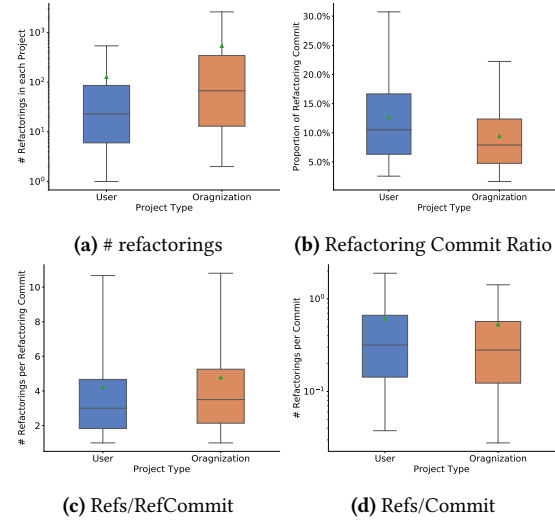 # Refactorings in each Project
10³
10²
10¹
10⁰
User
Oragnization
Project Type
(a) # refactorings
Proportion of Refactoring Commit
30.0%
25.0%
20.0%
15.0%
10.0%
5.0%
User
Oragnization
Project Type
(b) Refactoring Commit Ratio
# Refactorings per Refactoring Commit
10
8
6
4
2
User
Oragnization
Project Type
(c) Refs/RefCommit
# Refactorings per Commit
10⁰
10⁻¹
User
Oragnization
Project Type
(d) Refs/Commit